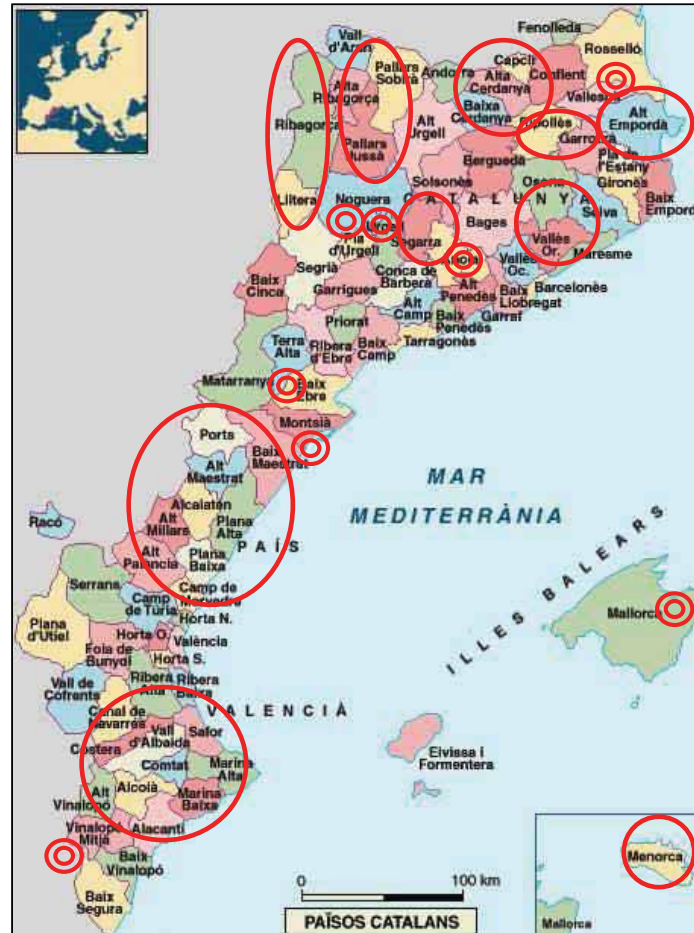 Fenolleda
Vall
d'Aran
Rosselló
Pallars
Sobirà
Andorra
Capcir
Alta
Cerdanya
Conflent
Alta
Ribagorça
Ribagorça
Baixa
Cerdanya
Alt
Urgell
Ripollès
Alt
Empordà
Garrotxa
Pallars
Jussà
Berguedà
Pla de
l'Estany
Solsonès
Osona
Gironès
Llitera
Noguera
CATALUNYA
Selva
Baix
Empord
Urgell
Bages
Pla
d'Urgell
Segarra
Vallès
Or.
Segrià
Anoia
Vallès
Oc.
Maresme
Conca de
Barberà
Baix
Cinca
Garrigues
Alt
Penedès
Baix
Llobregat
Barcelonès
Alt
Camp
Baix
Penedès
Garraf
Priorat
Terra
Alta
Ribera
d'Ebre
Baix
Camp
Tarragonès
Matarranya
Baix
Ebre
Montsià
Ports
Baix
Maestrat
Alt
Maestrat
MAR
MEDITERRÀNIA
Alcalatén
Racó
Alt
Millars
Plana
Alta
PAÍS
Alt
Palància
Plana
Baixa
Serrans
Camp de
Morvedre
Camp
de Túria
Horta N.
ILLES BALEARS
Mallorca
Plana
d'Utiel
Horta O.
València
Foia de
Bunyol
Horta S.
Vall de
Cofrents
Ribera
Alta
Ribera
Baixa
VALENCIÀ
Canal de
Navarrés
Costera
Vall
d'Albaida
Safor
Eivissa i
Formentera
Comtat
Marina
Alta
Alt
Vinalopó
Alcoià
Marina
Baixa
Vinalopó
Mitjà
Alacantí
Baix
Vinalopó
Menorca
Baix
Segura
0 100 km
PAÏSOS CATALANS
Mallorca